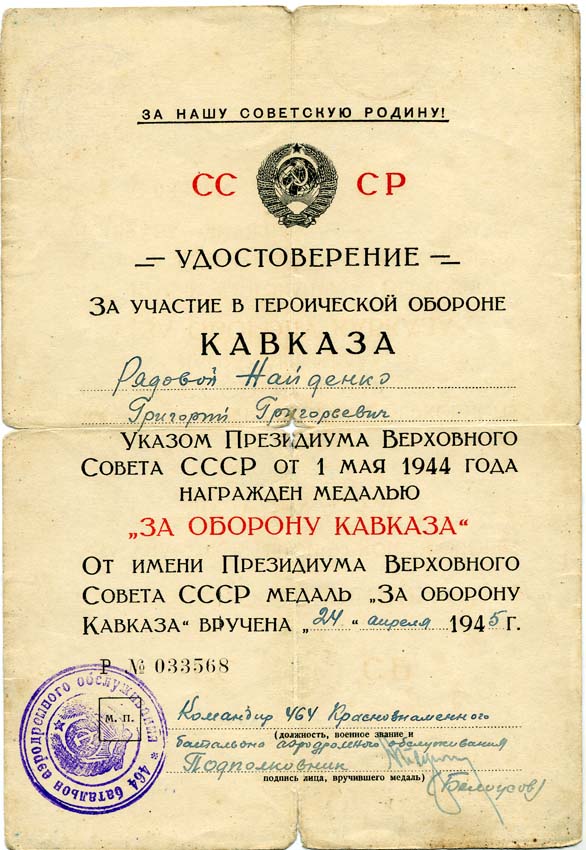 ЗА НАШУ СОВЕТСКУЮ РОДИНУ!
СС СР
УДОСТОВЕРЕНИЕ
ЗА УЧАСТИЕ В ГЕРОИЧЕСКОЙ ОБОРОНЕ
КАВКАЗА
Рядовой Найденко
Григорий Григорьевич
УКАЗОМ ПРЕЗИДИУМА ВЕРХОВНОГО
СОВЕТА СССР ОТ 1 МАЯ 1944 ГОДА
НАГРАЖДЕН МЕДАЛЬЮ
„ЗА ОБОРОНУ КАВКАЗА“
ОТ ИМЕНИ ПРЕЗИДИУМА ВЕРХОВНОГО
СОВЕТА СССР МЕДАЛЬ „ЗА ОБОРОНУ
КАВКАЗА“ ВРУЧЕНА „24“ апреля 1945 г.
Р № 033568
М. П.
464 батальон аэродромного обслуживания
Командир 464 Краснознаменного
(должность, военное звание и
батальона аэродромного обслуживания
Подполковник
подпись лица, вручившего медаль)
(Белоусов)